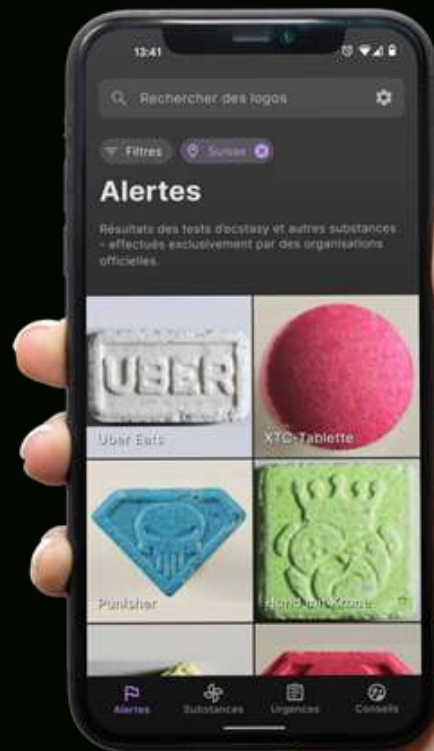 13:41
Rechercher des logos
Filtres
Suisse
Alertes
Résultats des tests d'ecstasy et autres substances
- effectués exclusivement par des organisations
officielles.
UBER
Uber Eats
XTC-Tablette
Punisher
Hund mit Krone
Alertes
Substances
Urgences
Conseils